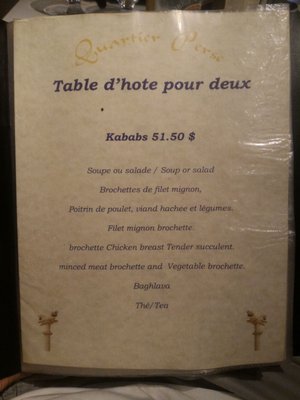 Quartier Perse
Table d'hote pour deux
Kababs 51.50 $
Soupe ou salade / Soup or salad
Brochettes de filet mignon,
Poitrin de poulet, viand hachee et légumes.
Filet mignon brochette.
brochette Chicken breast Tender succulent.
minced meat brochette and Vegetable brochette.
Baghlava
Thé/Tea